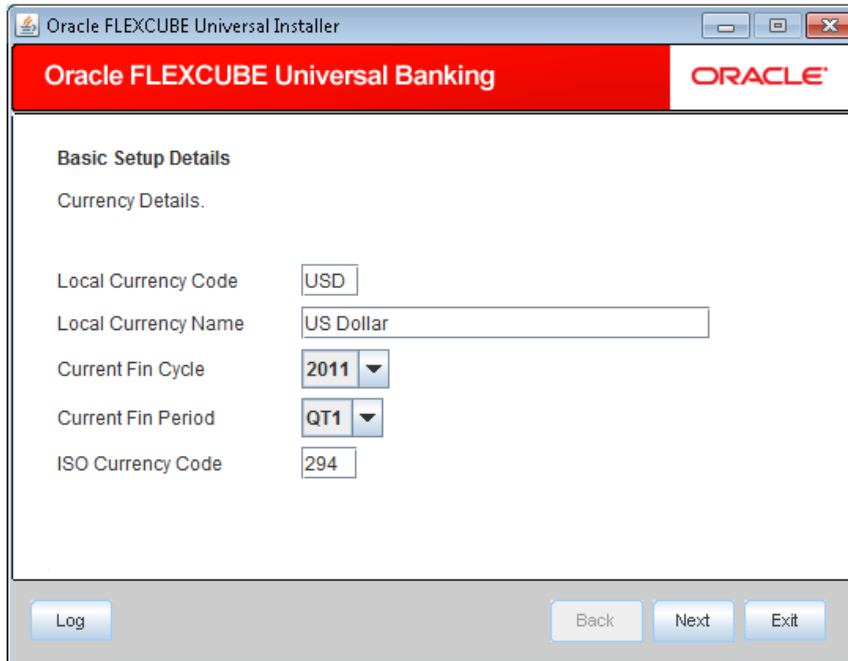 Oracle FLEXCUBE Universal Installer
Oracle FLEXCUBE Universal Banking
ORACLE
Basic Setup Details
Currency Details.
Local Currency Code USD
Local Currency Name US Dollar
Current Fin Cycle 2011
Current Fin Period QT1
ISO Currency Code 294
Log Back Next Exit